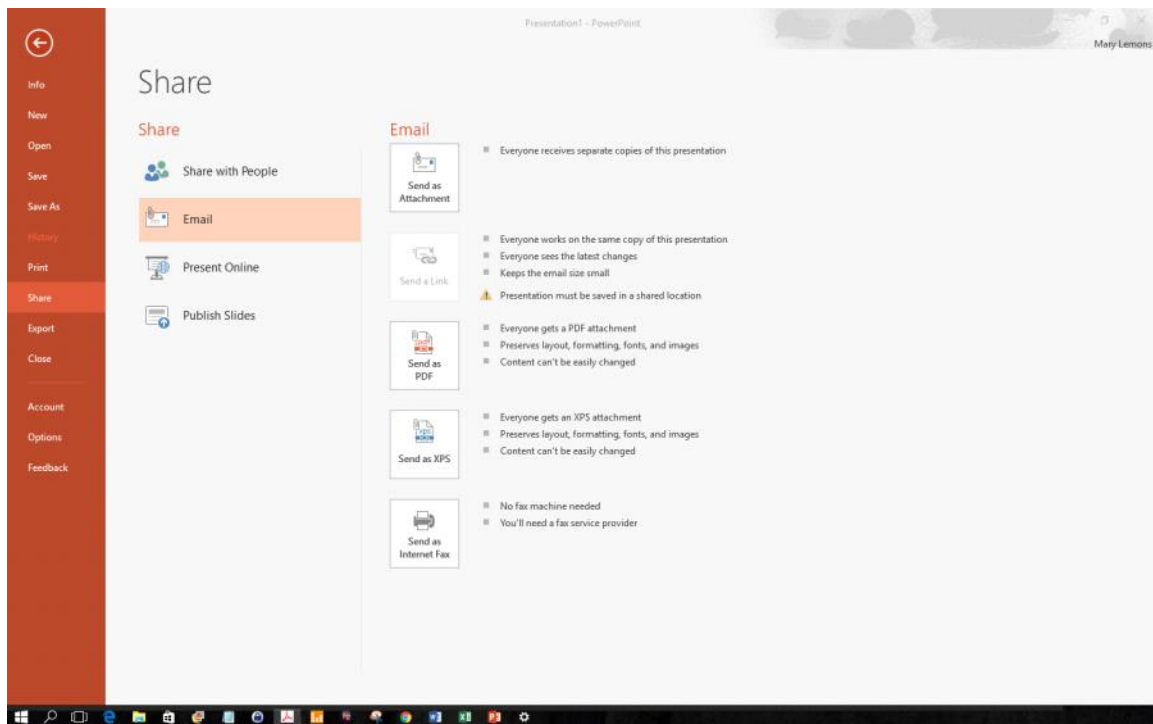 Presentation1 - PowerPoint
Mary Lemons
Info
New
Open
Save
Save As
History
Print
Share
Export
Close
Account
Options
Feedback
Share
Share
Share with People
Email
Present Online
Publish Slides
Email
Send as
Attachment
Everyone receives separate copies of this presentation
Send a Link
Everyone works on the same copy of this presentation
Everyone sees the latest changes
Keeps the email size small
Presentation must be saved in a shared location
Send as
PDF
Everyone gets a PDF attachment
Preserves layout, formatting, fonts, and images
Content can't be easily changed
Send as XPS
Everyone gets an XPS attachment
Preserves layout, formatting, fonts, and images
Content can't be easily changed
Send as
Internet Fax
No fax machine needed
You'll need a fax service provider